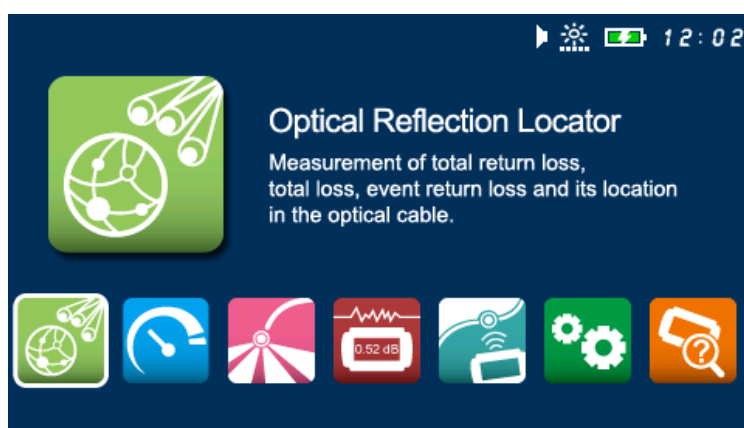 12:02
Optical Reflection Locator
Measurement of total return loss,
total loss, event return loss and its location
in the optical cable.
0.52 dB
?